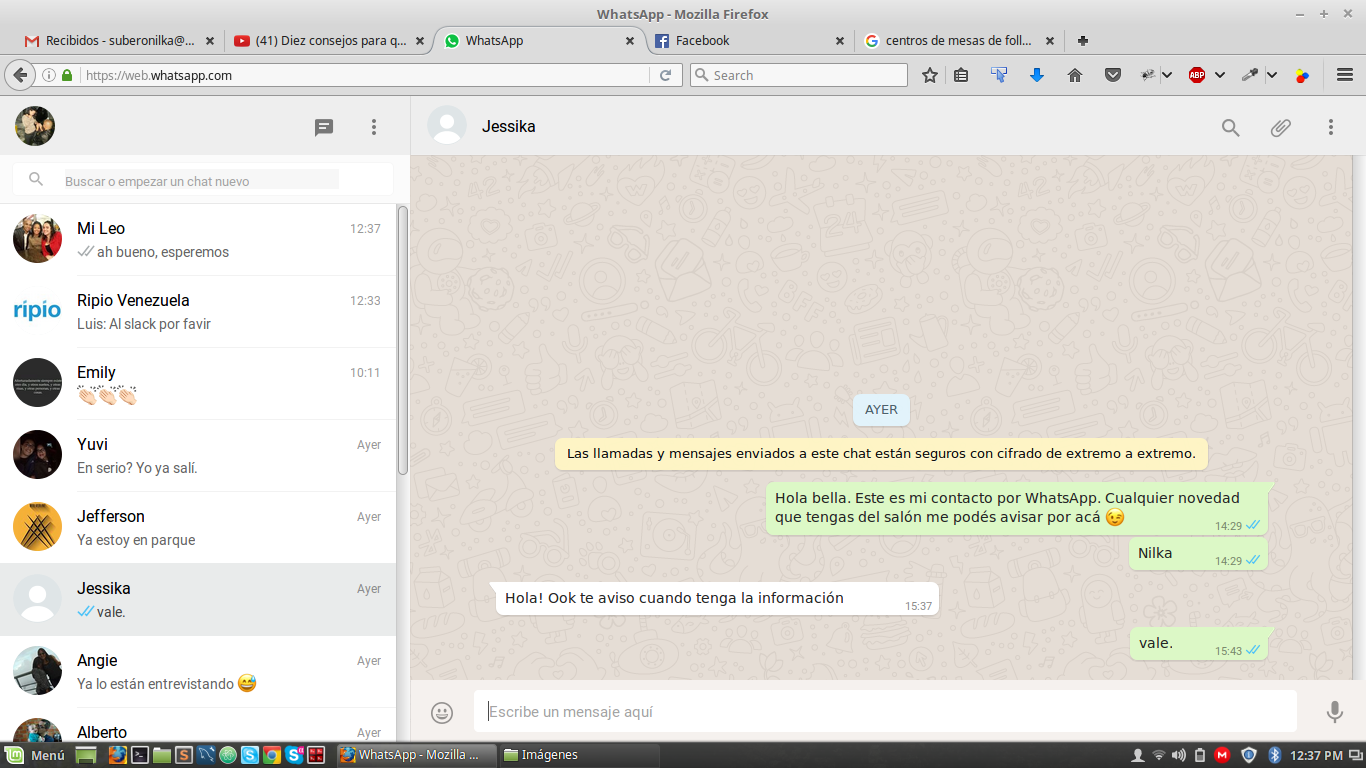 WhatsApp - Mozilla Firefox
Recibidos - suberonilka@...
(41) Diez consejos para q...
WhatsApp
Facebook
centros de mesas de foll...
https://web.whatsapp.com
Search
ABP
Jessika
Buscar o empezar un chat nuevo
Mi Leo 12:37
ah bueno, esperemos
ripio
Ripio Venezuela 12:33
Luis: Al slack por favir
Emily 10:11
👏🏻👏🏻👏🏻
Yuvi Ayer
En serio? Yo ya salí.
Jefferson Ayer
Ya estoy en parque
Jessika Ayer
vale.
Angie Ayer
Ya lo están entrevistando 😅
Alberto Ayer
AYER
Las llamadas y mensajes enviados a este chat están seguros con cifrado de extremo a extremo.
Hola bella. Este es mi contacto por WhatsApp. Cualquier novedad
que tengas del salón me podés avisar por acá 😉 14:29
Nilka 14:29
Hola! Ook te aviso cuando tenga la información 15:37
vale. 15:43
Escribe un mensaje aquí
Menú
WhatsApp - Mozilla ...
Imágenes
12:37 PM